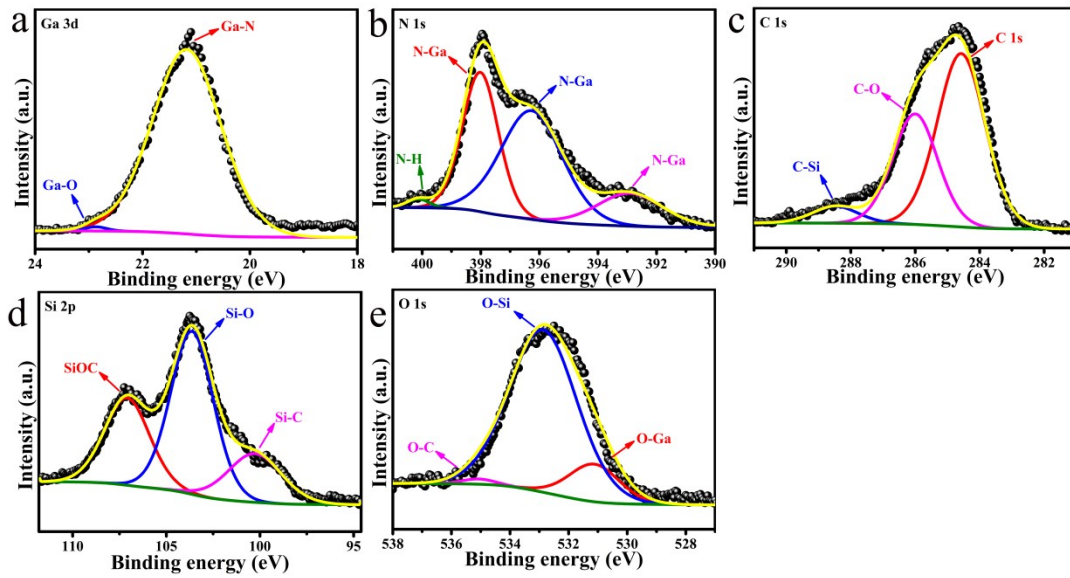 a
Ga 3d
Ga-N
Ga-O
Intensity (a.u.)
24 22 20 18
Binding energy (eV)
b
N 1s
N-Ga
N-Ga
N-H
N-Ga
Intensity (a.u.)
400 398 396 394 392 390
Binding energy (eV)
c
C 1s
C 1s
C-O
C-Si
Intensity (a.u.)
290 288 286 284 282
Binding energy (eV)
d
Si 2p
Si-O
SiOC
Si-C
Intensity (a.u.)
110 105 100 95
Binding energy (eV)
e
O 1s
O-Si
O-Ga
O-C
Intensity (a.u.)
538 536 534 532 530 528
Binding energy (eV)